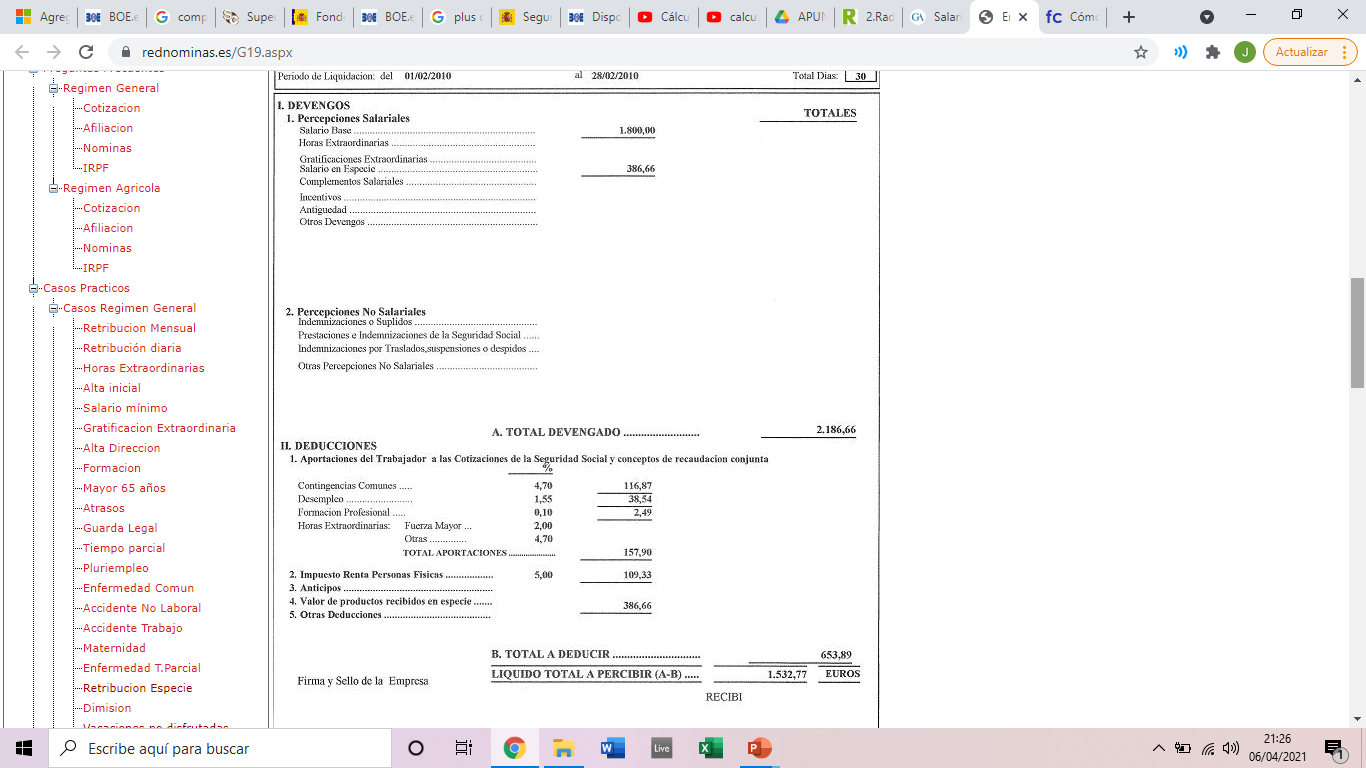 Agreg
BOE.e
comp
Super
Fond
BOE.e
plus c
Segur
Dispo
Cálcu
calcu
APUN
2.Rac
Salari
En
Cómo
rednominas.es/G19.aspx
J
Actualizar
Regimen General
Cotizacion
Afiliacion
Nominas
IRPF
Regimen Agricola
Cotizacion
Afiliacion
Nominas
IRPF
Casos Practicos
Casos Regimen General
Retribucion Mensual
Retribución diaria
Horas Extraordinarias
Alta inicial
Salario mínimo
Gratificacion Extraordinaria
Alta Direccion
Formacion
Mayor 65 años
Atrasos
Guarda Legal
Tiempo parcial
Pluriempleo
Enfermedad Comun
Accidente No Laboral
Accidente Trabajo
Maternidad
Enfermedad T.Parcial
Retribucion Especie
Dimision
Vacaciones no disfrutadas
Periodo de Liquidacion: del 01/02/2010 al 28/02/2010 Total Dias: 30
I. DEVENGOS
TOTALES
1. Percepciones Salariales
Salario Base ........ 1.800,00
Horas Extraordinarias ........
Gratificaciones Extraordinarias ........
Salario en Especie ........ 386,66
Complementos Salariales ........
Incentivos ........
Antiguedad ........
Otros Devengos ........
2. Percepciones No Salariales
Indemnizaciones o Suplidos ........
Prestaciones e Indemnizaciones de la Seguridad Social ......
Indemnizaciones por Traslados,suspensiones o despidos ....
Otras Percepciones No Salariales ........
A. TOTAL DEVENGADO ........ 2.186,66
II. DEDUCCIONES
1. Aportaciones del Trabajador a las Cotizaciones de la Seguridad Social y conceptos de recaudacion conjunta
%
Contingencias Comunes ..... 4,70 116,87
Desempleo ........ 1,55 38,54
Formacion Profesional ..... 0,10 2,49
Horas Extraordinarias: Fuerza Mayor ... 2,00
Otras ........ 4,70
TOTAL APORTACIONES ........ 157,90
2. Impuesto Renta Personas Físicas ........ 5,00 109,33
3. Anticipos ........
4. Valor de productos recibidos en especie ....... 386,66
5. Otras Deducciones ........
B. TOTAL A DEDUCIR ........ 653,89
LIQUIDO TOTAL A PERCIBIR (A-B) ..... 1.532,77 EUROS
Firma y Sello de la Empresa
RECIBI
Escribe aquí para buscar
Live
21:26
06/04/2021
1